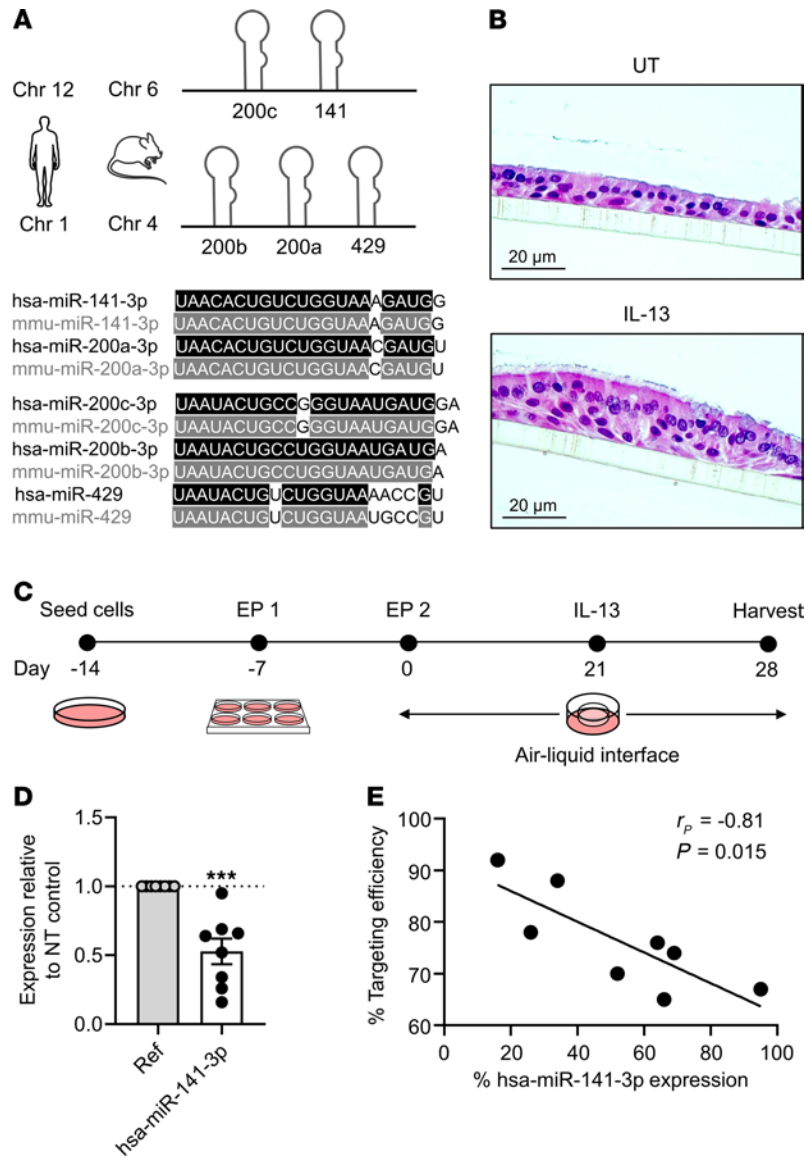 A
Chr 12 Chr 6
200c 141
Chr 1 Chr 4
200b 200a 429
hsa-miR-141-3p UAACACUGUCUGGUAAAGAUGG
mmu-miR-141-3p UAACACUGUCUGGUAAAGAUGG
hsa-miR-200a-3p UAACACUGUCUGGUAACGAUGU
mmu-miR-200a-3p UAACACUGUCUGGUAACGAUGU
hsa-miR-200c-3p UAAUACUGCCGGGUAAUGAUGGA
mmu-miR-200c-3p UAAUACUGCCGGGUAAUGAUGGA
hsa-miR-200b-3p UAAUACUGCCUGGUAAUGAUGA
mmu-miR-200b-3p UAAUACUGCCUGGUAAUGAUGA
hsa-miR-429 UAAUACUGUCUGGUAAAACCGU
mmu-miR-429 UAAUACUGUCUGGUAAUGCCGU
B
UT
20 μm
IL-13
20 μm
C
Seed cells EP 1 EP 2 IL-13 Harvest
Day -14 -7 0 21 28
Air-liquid interface
D
Expression relative
to NT control
1.5
1.0
0.5
0.0
***
Ref
hsa-miR-141-3p
E
% Targeting efficiency
100
90
80
70
60
rP = -0.81
P = 0.015
0 20 40 60 80 100
% hsa-miR-141-3p expression